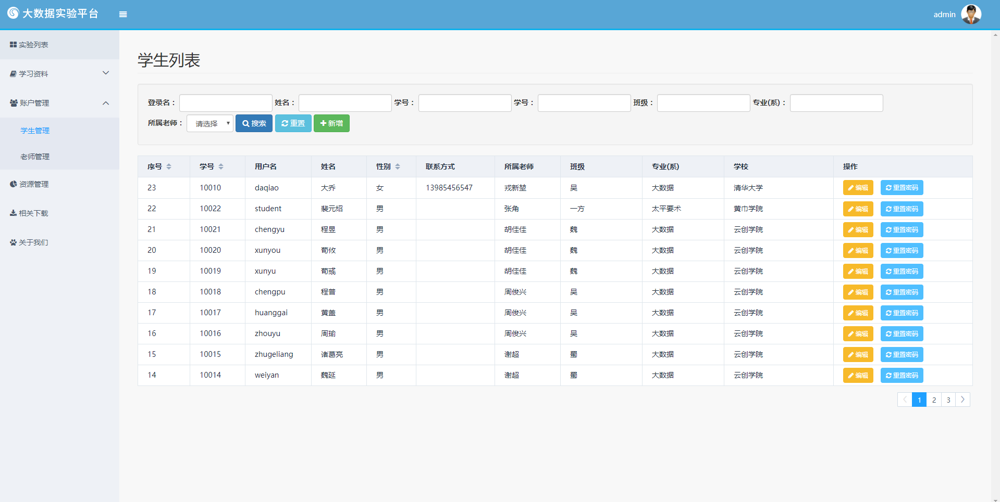 大数据实验平台
admin
实验列表
学习资料
账户管理
学生管理
老师管理
资源管理
相关下载
关于我们
学生列表
登录名： 姓名： 学号： 学号： 班级： 专业(系)：
所属老师： 请选择 搜索 重置 新增
序号 学号 用户名 姓名 性别 联系方式 所属老师 班级 专业(系) 学校 操作
23 10010 daqiao 大乔 女 13985456547 戎新堃 吴 大数据 清华大学 编辑 重置密码
22 10022 student 裴元绍 男 张角 一方 太平要术 黄巾学院 编辑 重置密码
21 10021 chengyu 程昱 男 胡佳佳 魏 大数据 云创学院 编辑 重置密码
20 10020 xunyou 荀攸 男 胡佳佳 魏 大数据 云创学院 编辑 重置密码
19 10019 xunyu 荀彧 男 胡佳佳 魏 大数据 云创学院 编辑 重置密码
18 10018 chengpu 程普 男 周俊兴 吴 大数据 云创学院 编辑 重置密码
17 10017 huanggai 黄盖 男 周俊兴 吴 大数据 云创学院 编辑 重置密码
16 10016 zhouyu 周瑜 男 周俊兴 吴 大数据 云创学院 编辑 重置密码
15 10015 zhugeliang 诸葛亮 男 谢超 蜀 大数据 云创学院 编辑 重置密码
14 10014 weiyan 魏延 男 谢超 蜀 大数据 云创学院 编辑 重置密码
1 2 3